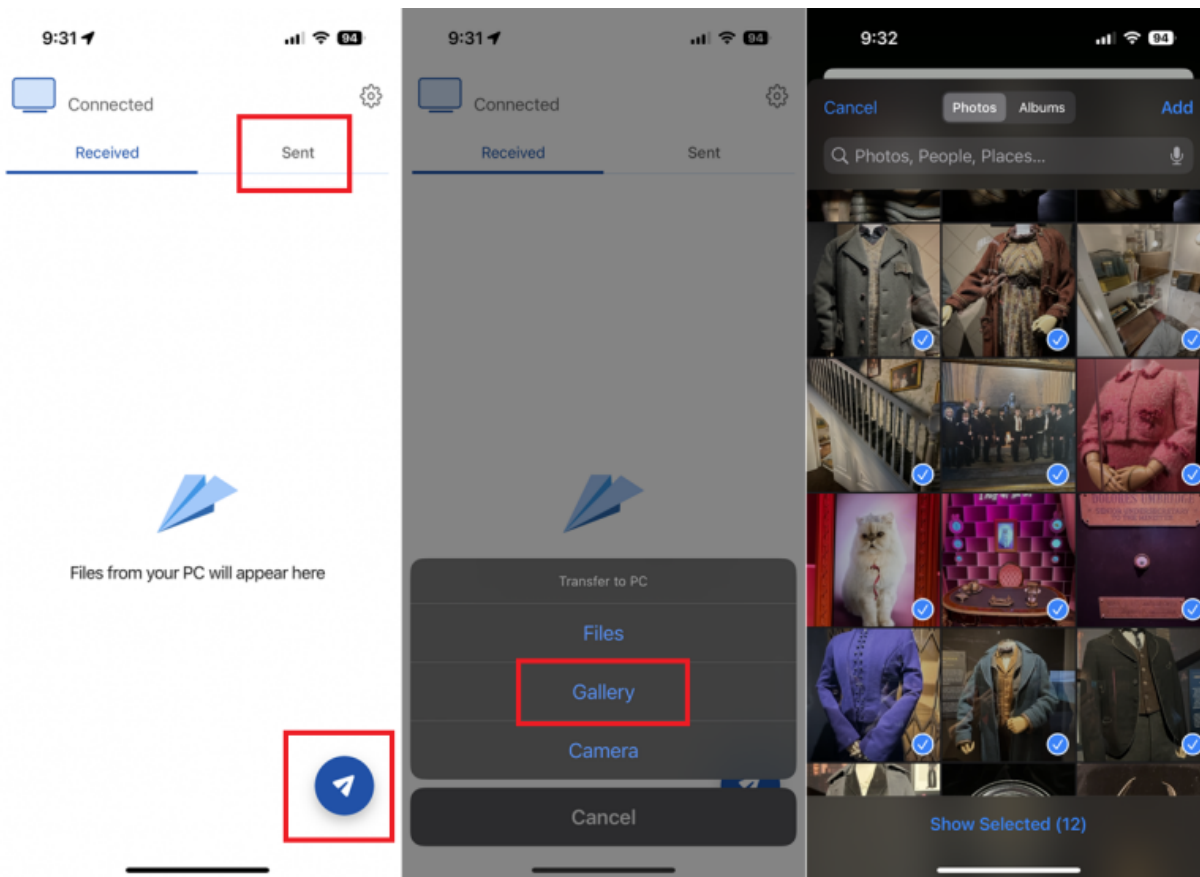 9:31
94
Connected
Received Sent
Files from your PC will appear here
9:31
94
Connected
Received Sent
Transfer to PC
Files
Gallery
Camera
Cancel
9:32
94
Cancel Photos Albums Add
Photos, People, Places...
DOLORES UMBRIDGE
Show Selected (12)